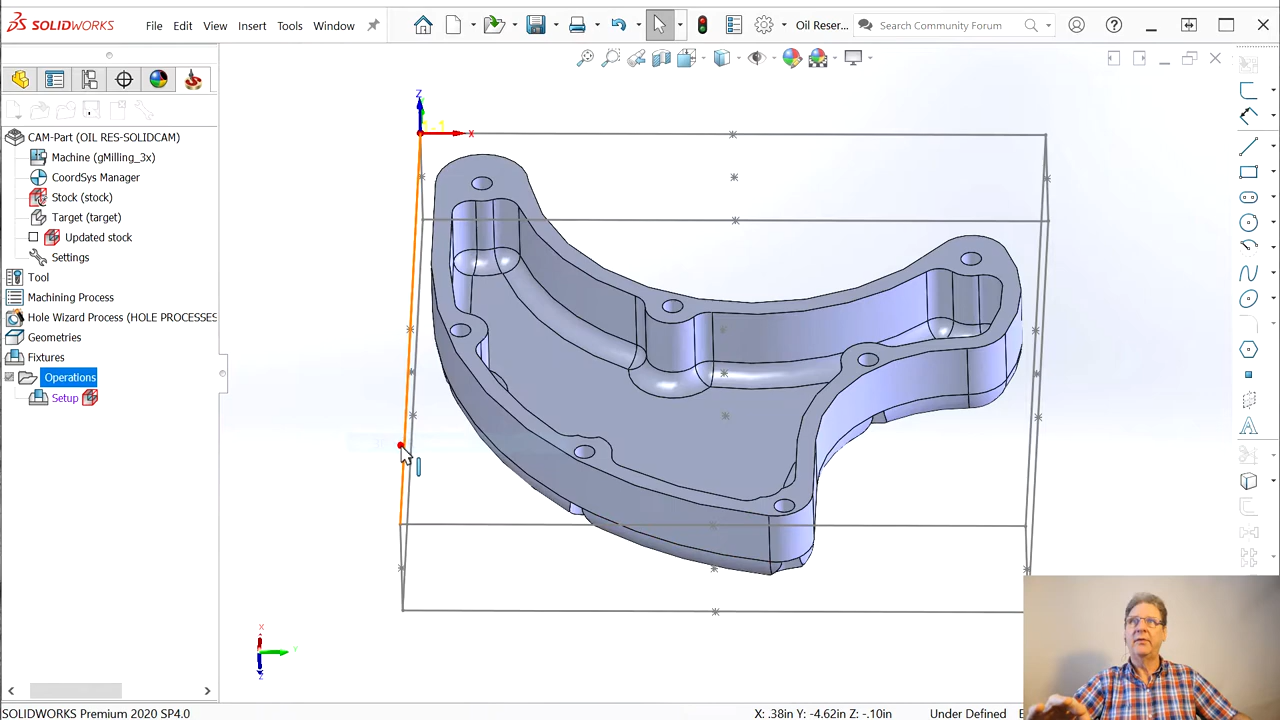 SOLIDWORKS File Edit View Insert Tools Window Oil Reser... Search Community Forum
CAM-Part (OIL RES-SOLIDCAM)
Machine (gMilling_3x)
CoordSys Manager
Stock (stock)
Target (target)
Updated stock
Settings
Tool
Machining Process
Hole Wizard Process (HOLE PROCESSES
Geometries
Fixtures
Operations
Setup
Z
X
X
Y
Z
SOLIDWORKS Premium 2020 SP4.0 X: .38in Y: -4.62in Z: -.10in Under Defined